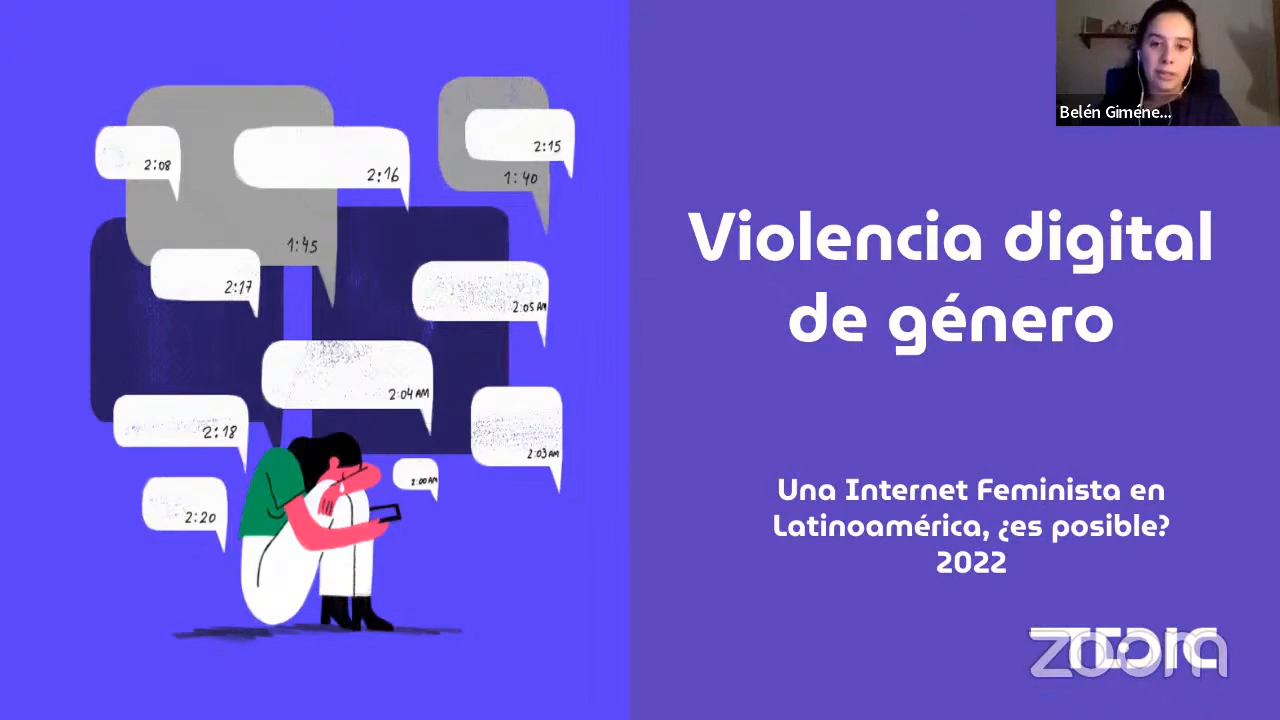 Belén Giméne...
2:08
2:16
2:15
1:40
1:45
2:17
2:05 AM
2:04 AM
2:18
2:03 AM
2:00 AM
2:20
Violencia digital
de género
Una Internet Feminista en
Latinoamérica, ¿es posible?
2022
zoom